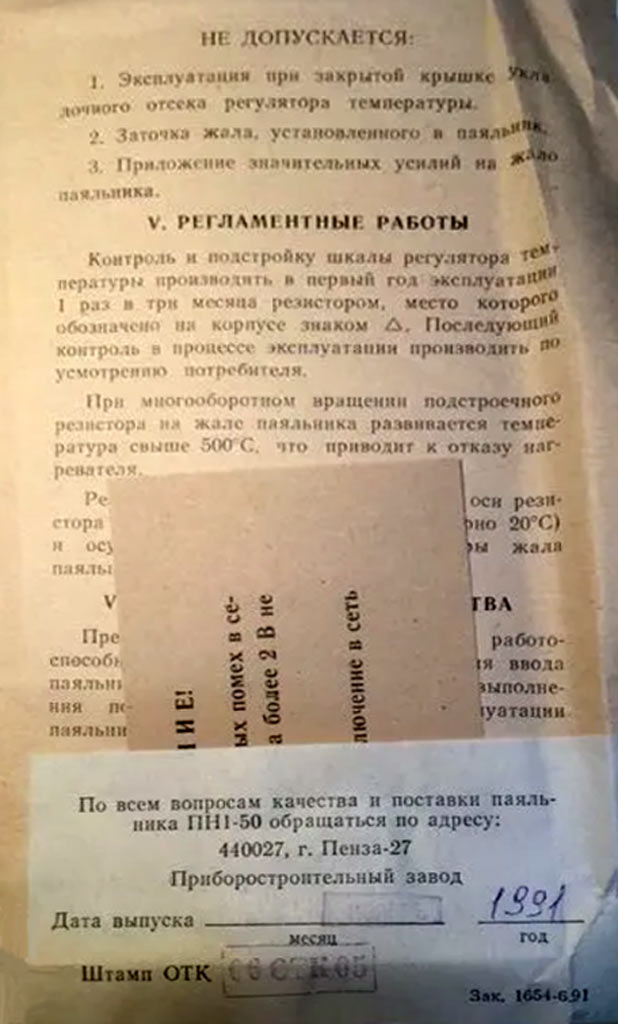 НЕ ДОПУСКАЕТСЯ:
1. Эксплуатация при закрытой крышке укла-
дочного отсека регулятора температуры.
2. Заточка жала, установленного в паяльник.
3. Приложение значительных усилий на жало
паяльника.
V. РЕГЛАМЕНТНЫЕ РАБОТЫ
Контроль и подстройку шкалы регулятора тем-
пературы производить в первый год эксплуатации
1 раз в три месяца резистором, место которого
обозначено на корпусе знаком △. Последующий
контроль в процессе эксплуатации производить по
усмотрению потребителя.
При многооборотном вращении подстроечного
резистора на жале паяльника развивается темпе-
ратура свыше 500°С, что приводит к отказу наг-
ревателя.
Ре оси рези-
стора рно 20°С)
и осу ры жала
паяль
V ТВА
Пре работо-
способн ия ввода
паяльни выполне-
ния по луатации
паяльни
НИЕ!
ых помех в се-
а более 2 В не
лючение в сеть
По всем вопросам качества и поставки паяль-
ника ПН1-50 обращаться по адресу:
440027, г. Пенза-27
Приборостроительный завод
Дата выпуска 1991
месяц год
Штамп ОТК
Зак. 1654-6.91